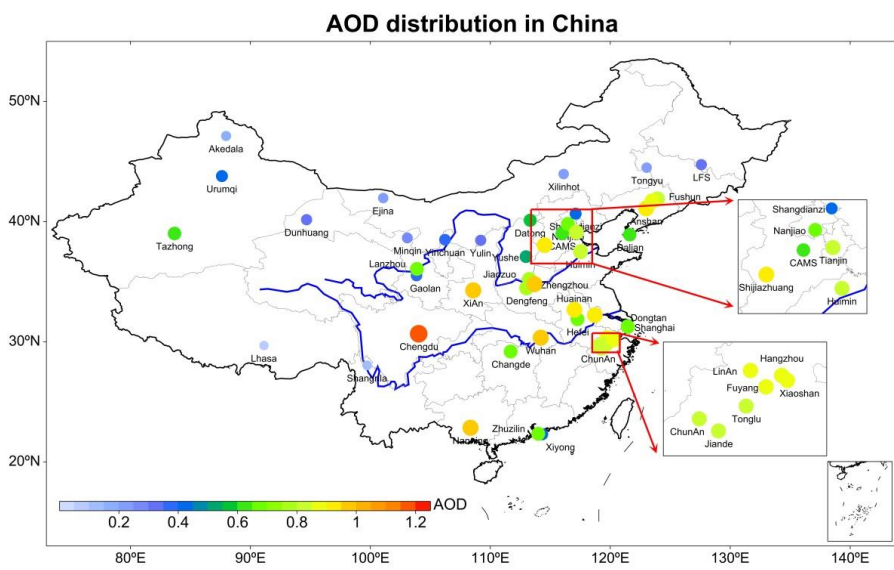 AOD distribution in China
50ºN
40ºN
30ºN
20ºN
80ºE
90ºE
100ºE
110ºE
120ºE
130ºE
140ºE
Akedala
Urumqi
Tazhong
Dunhuang
Ejina
Minqin
Yinchuan
Yulin
Lanzhou
Gaolan
Xilinhot
Tongyu
LFS
Fushun
Anshan
Dalian
Datong
Shangdianzi
Nanjiao
CAMS
Yushe
Huimin
Jiaozuo
Zhengzhou
Dengfeng
XiAn
Huainan
Hefei
Dongtan
Shanghai
Chengdu
Wuhan
ChunAn
Changde
Lhasa
Shangrila
Nanning
Zhuzilin
Xiyong
Shangdianzi
Nanjiao
CAMS
Tianjin
Shijiazhuang
Huimin
Hangzhou
LinAn
Fuyang
Xiaoshan
Tonglu
ChunAn
Jiande
AOD
0.2
0.4
0.6
0.8
1
1.2